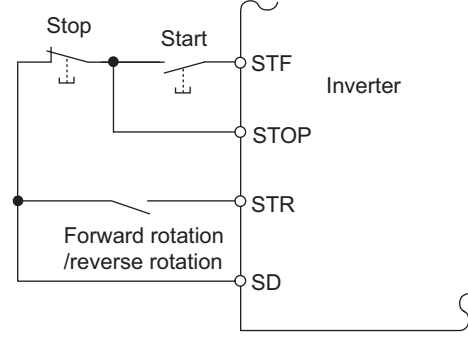 Stop
Start
STF
Inverter
STOP
STR
Forward rotation
/reverse rotation
SD